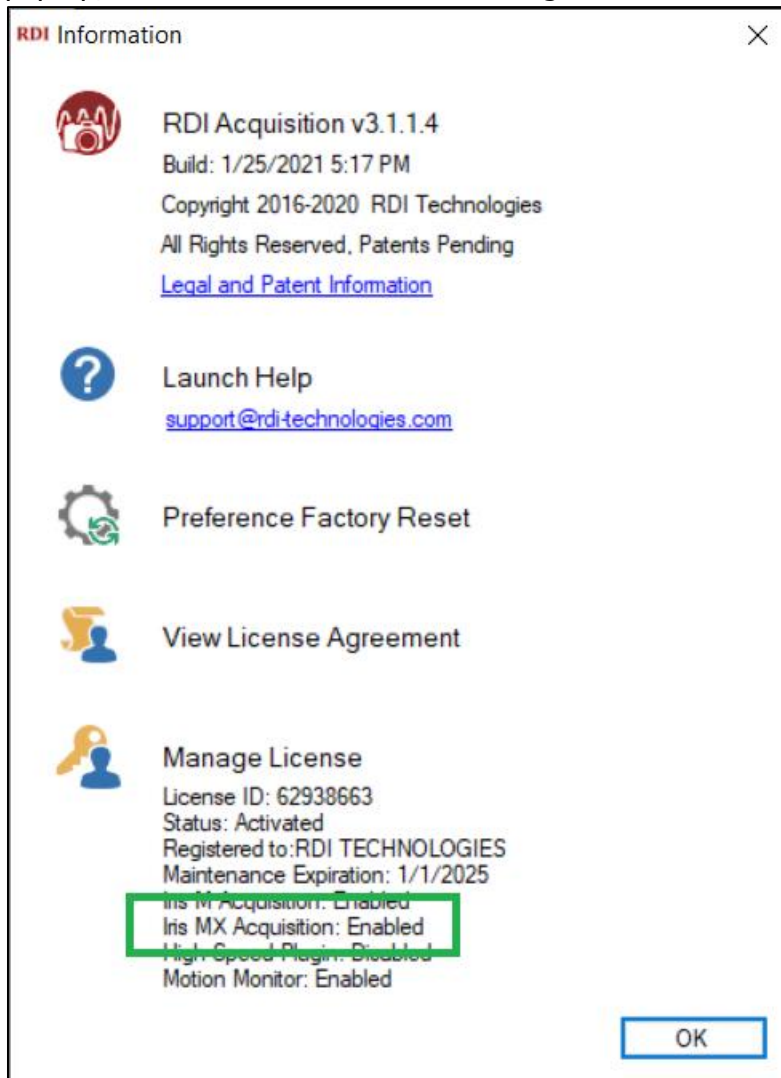 RDI Information
RDI Acquisition v3.1.1.4
Build: 1/25/2021 5:17 PM
Copyright 2016-2020 RDI Technologies
All Rights Reserved, Patents Pending
Legal and Patent Information
Launch Help
support@rdi-technologies.com
Preference Factory Reset
View License Agreement
Manage License
License ID: 62938663
Status: Activated
Registered to:RDI TECHNOLOGIES
Maintenance Expiration: 1/1/2025
Iris M Acquisition: Enabled
Iris MX Acquisition: Enabled
High Speed Plugin: Disabled
Motion Monitor: Enabled
OK